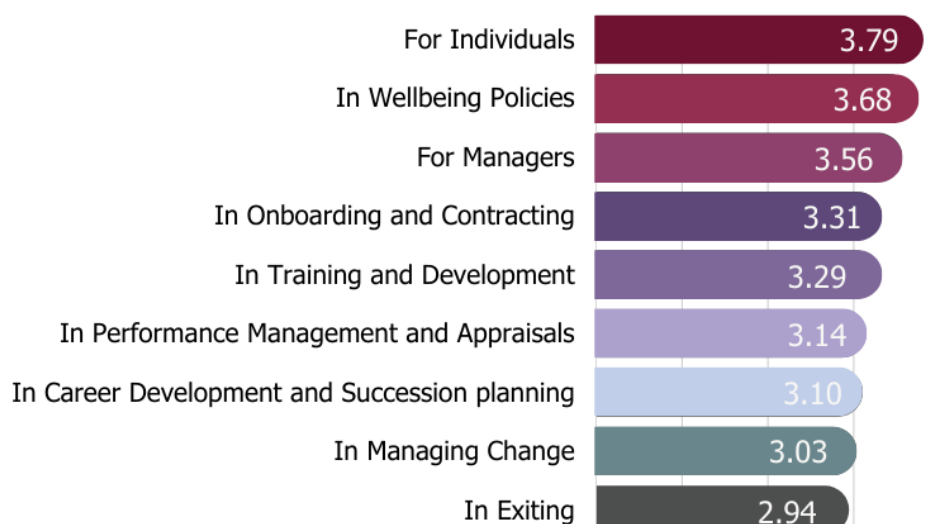 For Individuals 3.79
In Wellbeing Policies 3.68
For Managers 3.56
In Onboarding and Contracting 3.31
In Training and Development 3.29
In Performance Management and Appraisals 3.14
In Career Development and Succession planning 3.10
In Managing Change 3.03
In Exiting 2.94